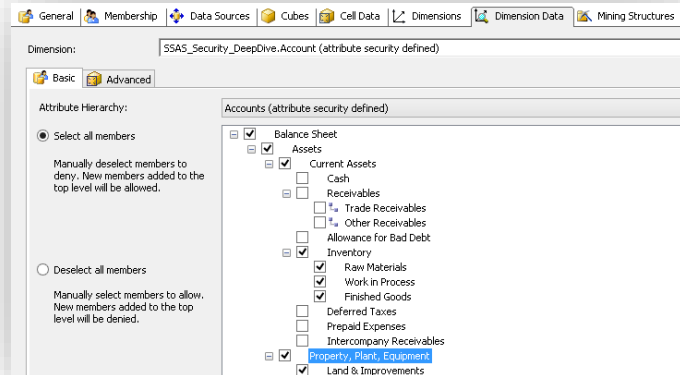 General Membership Data Sources Cubes Cell Data Dimensions Dimension Data Mining Structures
Dimension: SSAS_Security_DeepDive.Account (attribute security defined)
Basic Advanced
Attribute Hierarchy: Accounts (attribute security defined)
Select all members
Manually deselect members to
deny. New members added to the
top level will be allowed.
Deselect all members
Manually select members to allow.
New members added to the top
level will be denied.
Balance Sheet
Assets
Current Assets
Cash
Receivables
Trade Receivables
Other Receivables
Allowance for Bad Debt
Inventory
Raw Materials
Work in Process
Finished Goods
Deferred Taxes
Prepaid Expenses
Intercompany Receivables
Property, Plant, Equipment
Land & Improvements